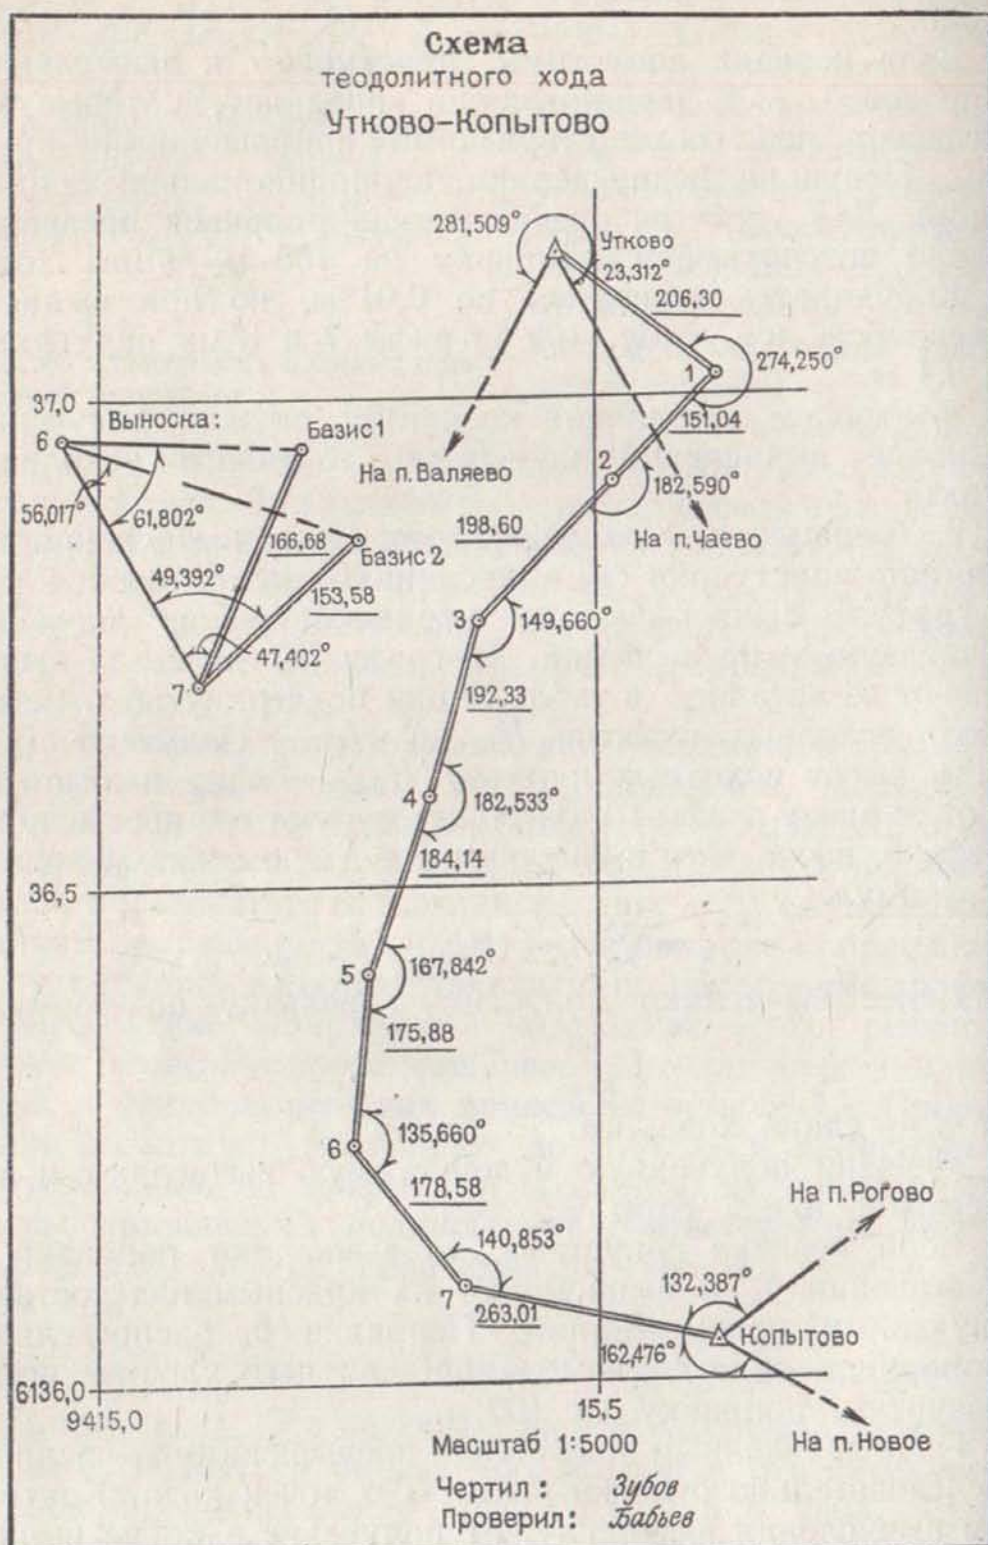 Схема
теодолитного хода
Утково-Копытово
281,509°
Утково
23,312°
206,30
1
274,250°
37,0
Выноска:
151,04
6
Базис 1
На п. Валяево
2
182,590°
56,017°
61,802°
166,68
198,60
На п. Чаево
Базис 2
49,392°
153,58
3
149,660°
47,402°
7
192,33
4
182,533°
184,14
36,5
5
167,842°
175,88
6
135,660°
178,58
На п. Рогово
140,853°
7
132,387°
263,01
Копытово
162,476°
6136,0
9415,0
15,5
Масштаб 1:5000
На п. Новое
Чертил: Зубов
Проверил: Бабьев